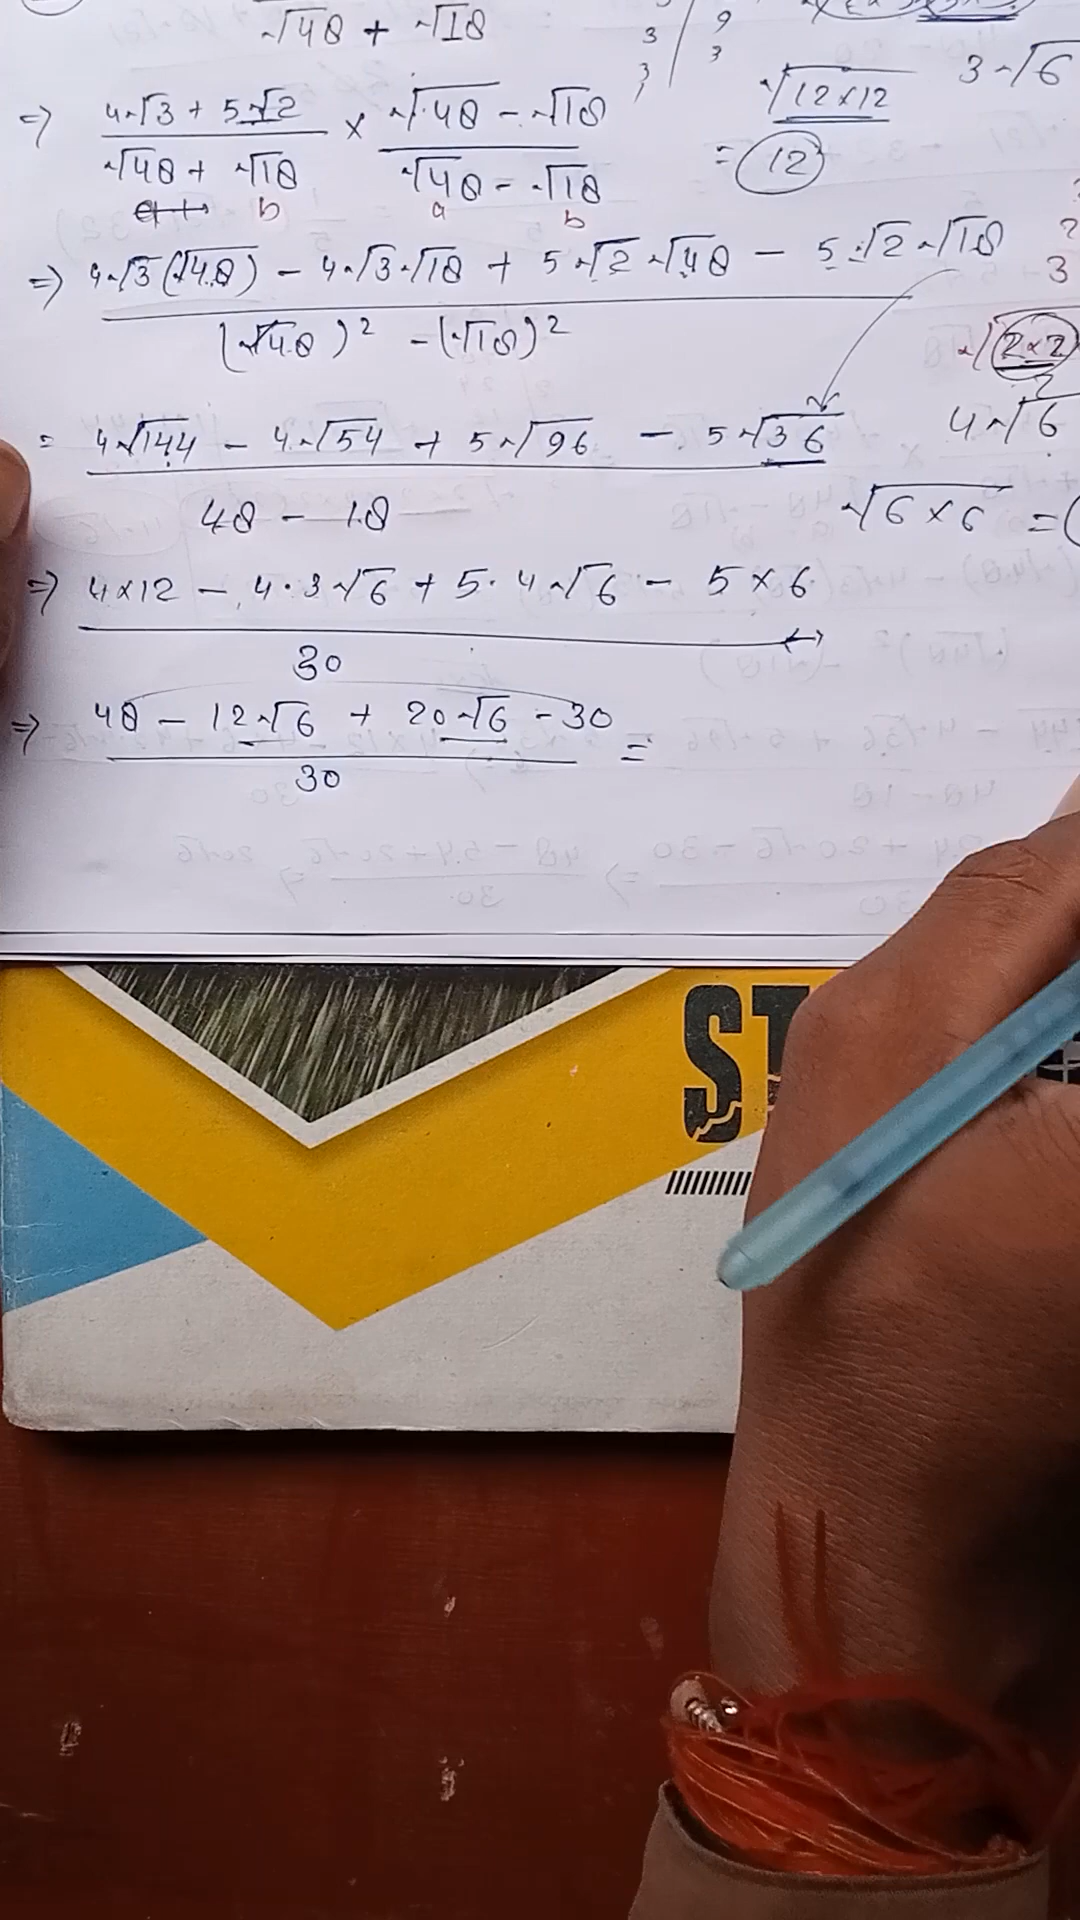 √48 + √18
3 9
3 3
3
3√6
√12×12
= 12
⇒ 4√3 + 5√2 / √48 + √18 × √48 - √18 / √48 - √18
b a b
⇒ 4√3(√48) - 4√3·√18 + 5√2·√48 - 5·√2·√18 / (√48)² - (√18)²
3
√2×2
4√6
= 4√144 - 4√54 + 5√96 - 5√36 / 48 - 18
√6×6 =
⇒ 4×12 - 4·3√6 + 5·4√6 - 5×6 / 30
⇒ 48 - 12√6 + 20√6 - 30 / 30 =
ST